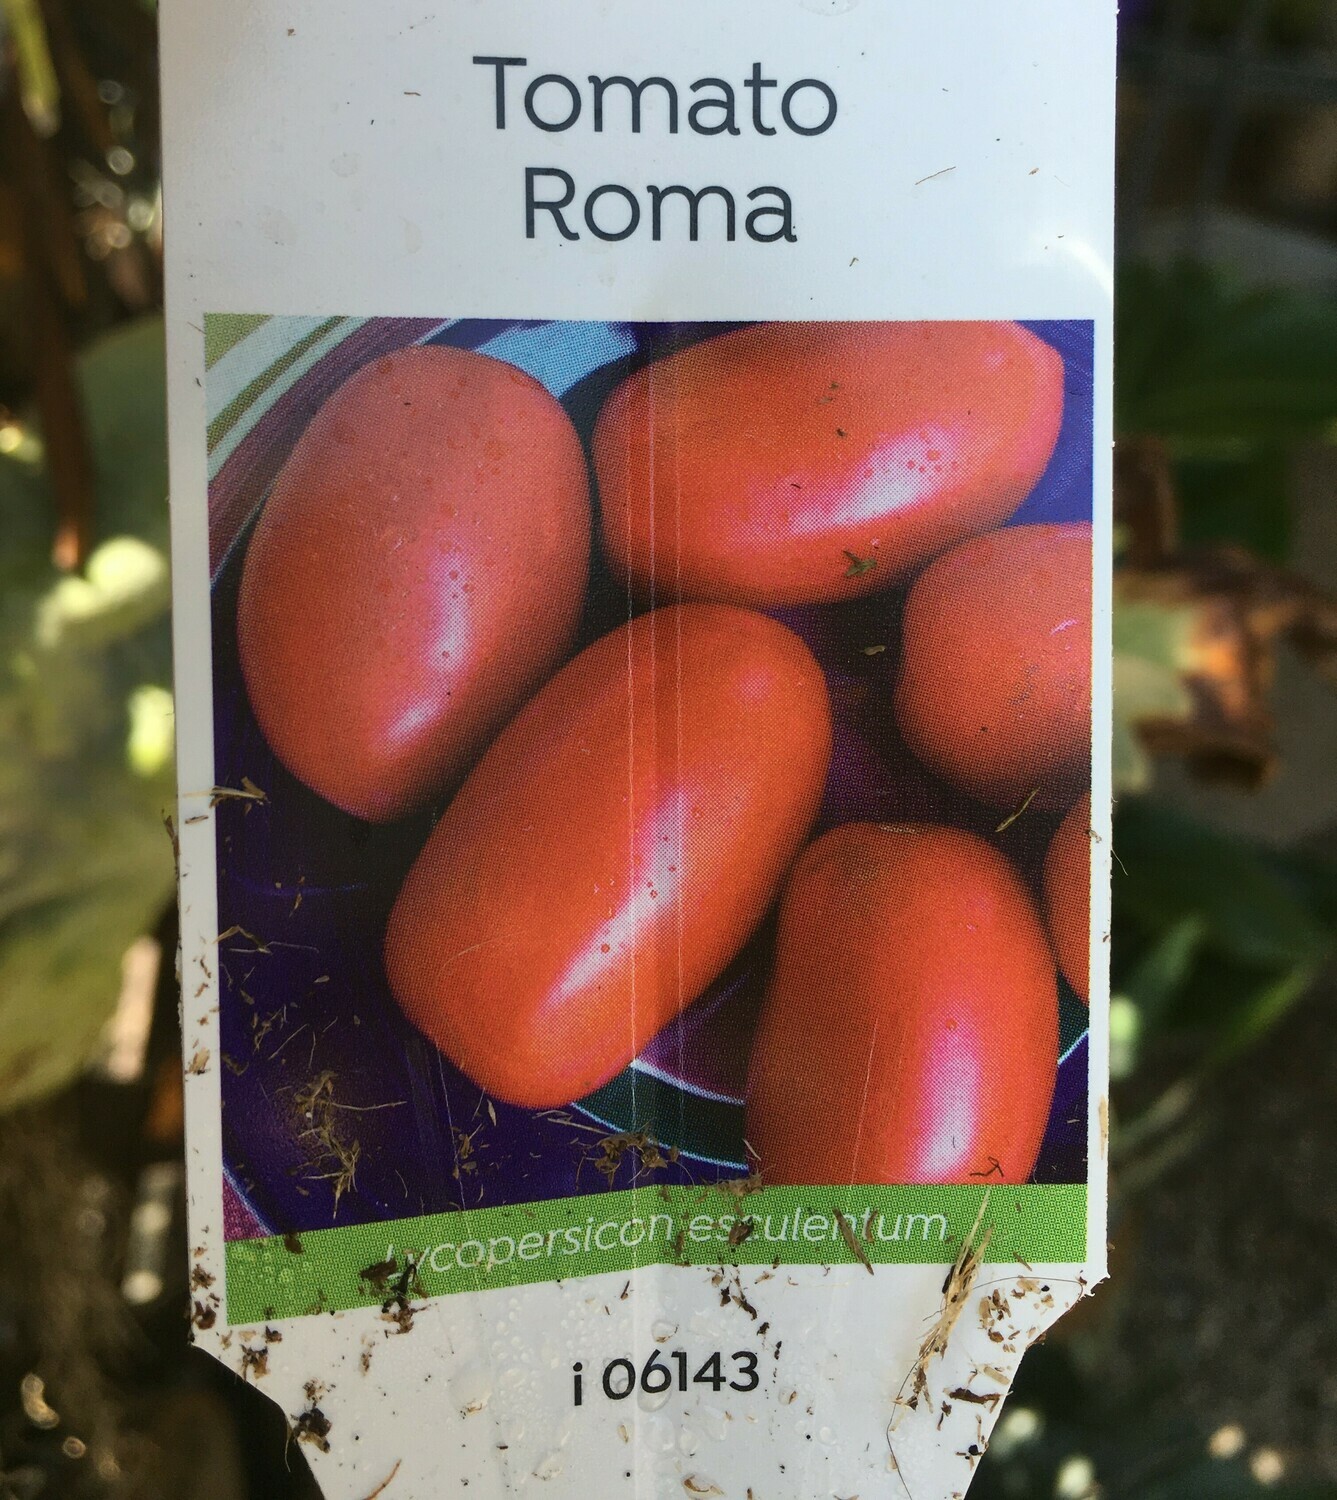 Tomato
Roma
Lycopersicon esculentum
i 06143